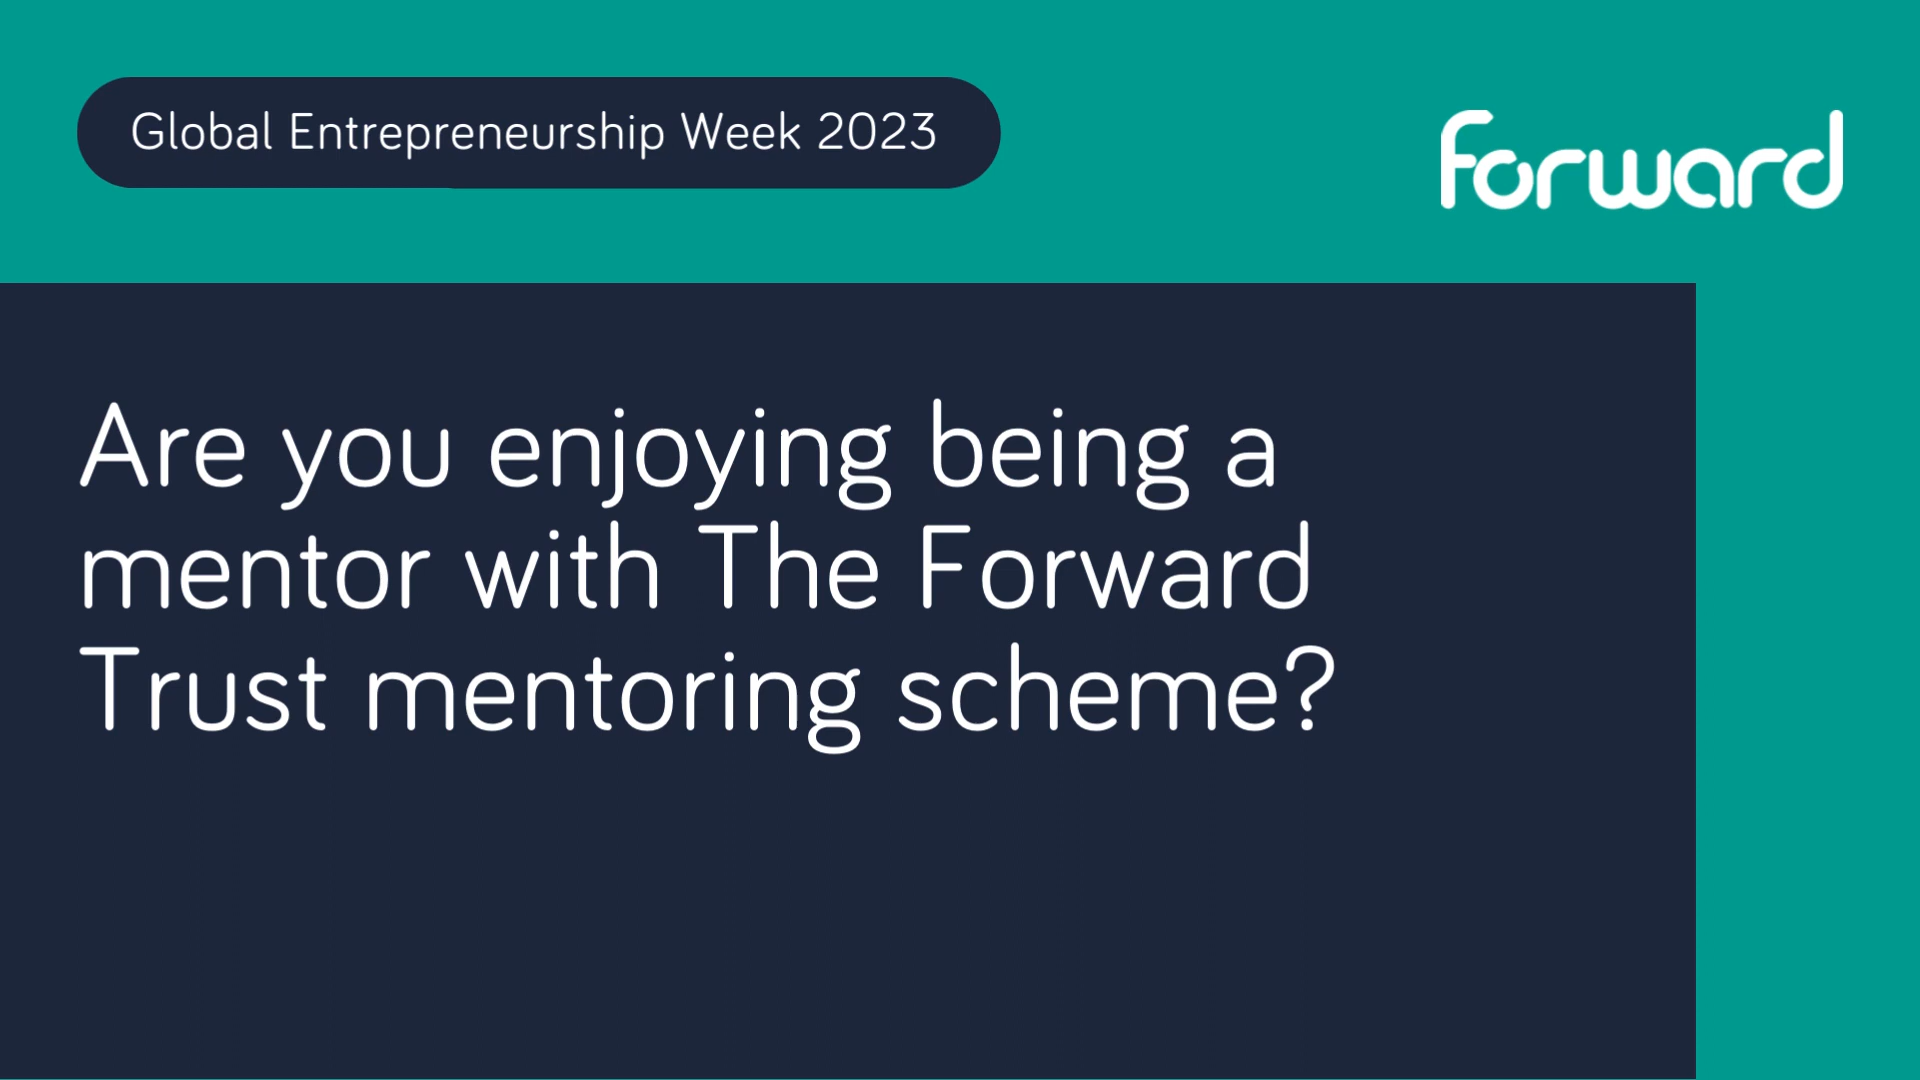 Global Entrepreneurship Week 2023
forward
Are you enjoying being a
mentor with The Forward
Trust mentoring scheme?